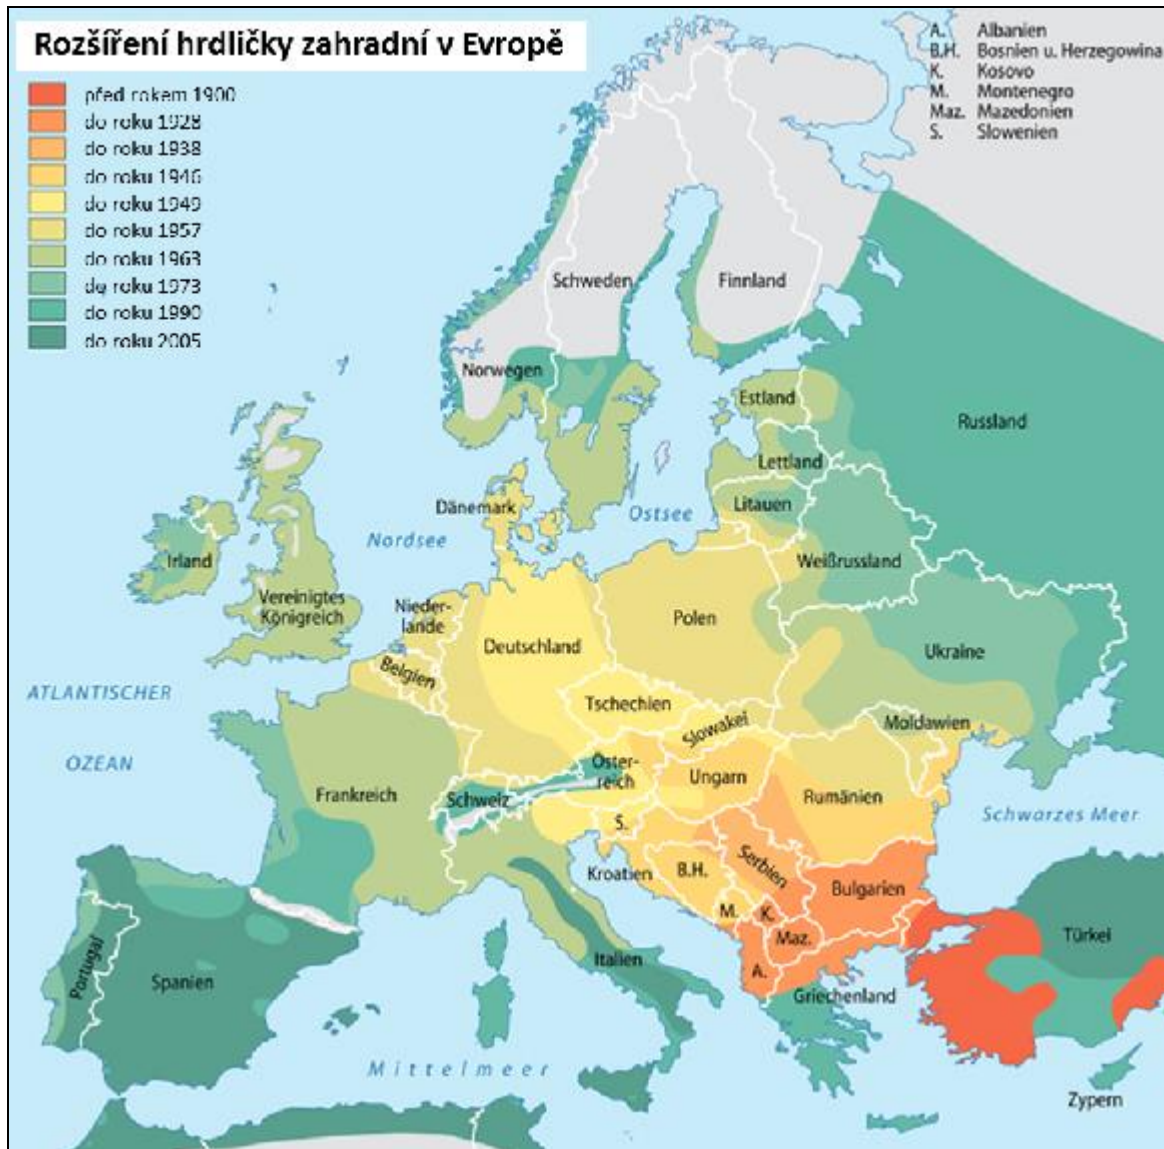 Rozšíření hrdličky zahradní v Evropě
před rokem 1900
do roku 1928
do roku 1938
do roku 1946
do roku 1949
do roku 1957
do roku 1963
do roku 1973
do roku 1990
do roku 2005
A. Albanien
B.H. Bosnien u. Herzegowina
K. Kosovo
M. Montenegro
Maz. Mazedonien
S. Slowenien
Schweden
Finnland
Norwegen
Estland
Russland
Lettland
Dänemark
Litauen
Ostsee
Nordsee
Irland
Weißrussland
Vereinigtes
Königreich
Nieder-
lande
Polen
Deutschland
Ukraine
Belgien
ATLANTISCHER
OZEAN
Tschechien
Slowakei
Moldawien
Öster-
reich
Ungarn
Frankreich
Schweiz
Rumänien
Schwarzes Meer
S.
Kroatien
B.H.
Serbien
Bulgarien
M.
K.
Maz.
Türkei
Portugal
Spanien
Italien
A.
Griechenland
Mittelmeer
Zypern